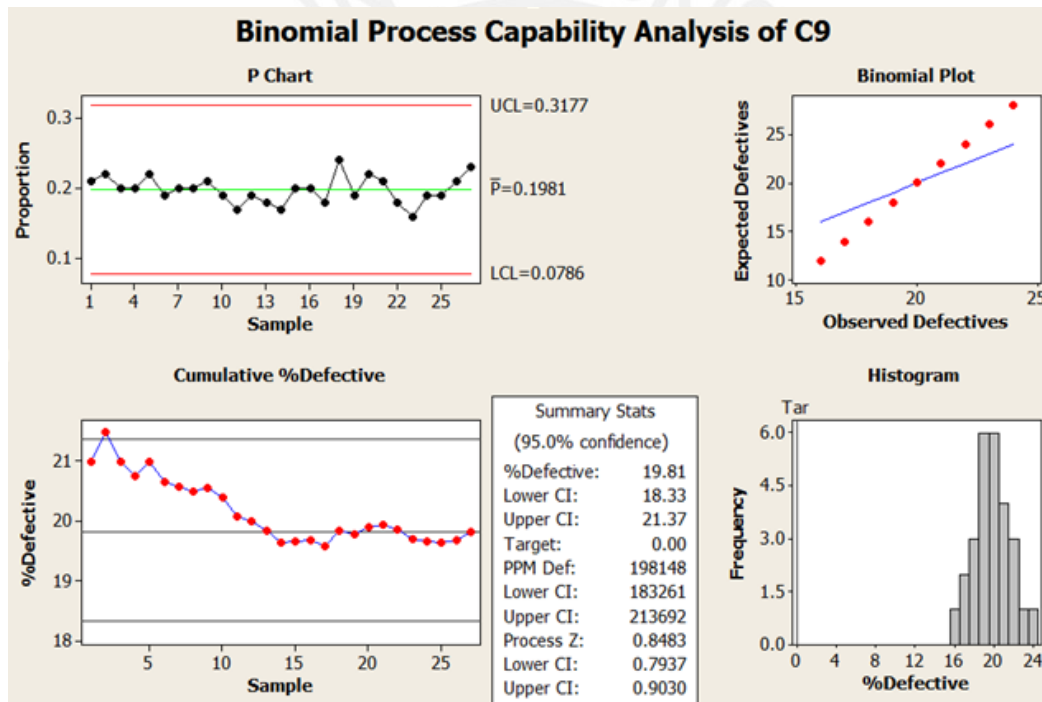 Binomial Process Capability Analysis of C9
P Chart
Proportion
0.3
0.2
0.1
UCL=0.3177
P̅=0.1981
LCL=0.0786
1 4 7 10 13 16 19 22 25
Sample
Binomial Plot
Expected Defectives
25
20
15
10
15 20 25
Observed Defectives
Cumulative %Defective
%Defective
21
20
19
18
5 10 15 20 25
Sample
Summary Stats
(95.0% confidence)
%Defective: 19.81
Lower CI: 18.33
Upper CI: 21.37
Target: 0.00
PPM Def: 198148
Lower CI: 183261
Upper CI: 213692
Process Z: 0.8483
Lower CI: 0.7937
Upper CI: 0.9030
Histogram
Tar
Frequency
6.0
4.5
3.0
1.5
0.0
0 4 8 12 16 20 24
%Defective